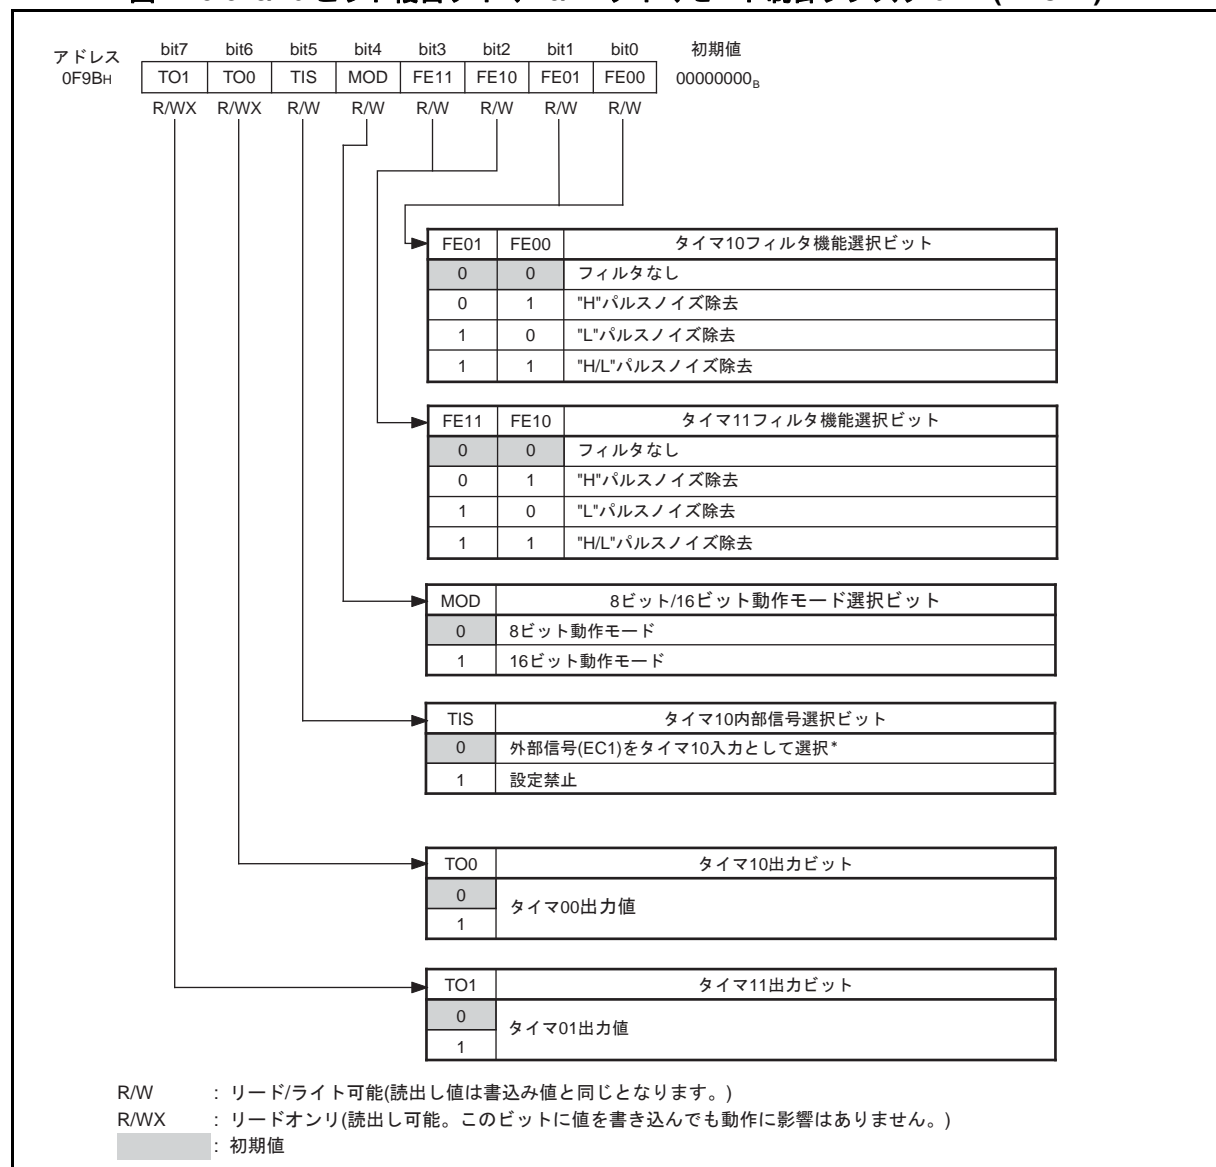 アドレス bit7 bit6 bit5 bit4 bit3 bit2 bit1 bit0 初期値
0F9BH TO1 TO0 TIS MOD FE11 FE10 FE01 FE00 00000000B
R/WX R/WX R/W R/W R/W R/W R/W R/W
FE01 FE00 タイマ10フィルタ機能選択ビット
0 0 フィルタなし
0 1 "H"パルスノイズ除去
1 0 "L"パルスノイズ除去
1 1 "H/L"パルスノイズ除去
FE11 FE10 タイマ11フィルタ機能選択ビット
0 0 フィルタなし
0 1 "H"パルスノイズ除去
1 0 "L"パルスノイズ除去
1 1 "H/L"パルスノイズ除去
MOD 8ビット/16ビット動作モード選択ビット
0 8ビット動作モード
1 16ビット動作モード
TIS タイマ10内部信号選択ビット
0 外部信号(EC1)をタイマ10入力として選択*
1 設定禁止
TO0 タイマ10出力ビット
0 タイマ00出力値
1
TO1 タイマ11出力ビット
0 タイマ01出力値
1
R/W : リード/ライト可能(読出し値は書込み値と同じとなります。)
R/WX : リードオンリ(読出し可能。このビットに値を書き込んでも動作に影響はありません。)
: 初期値